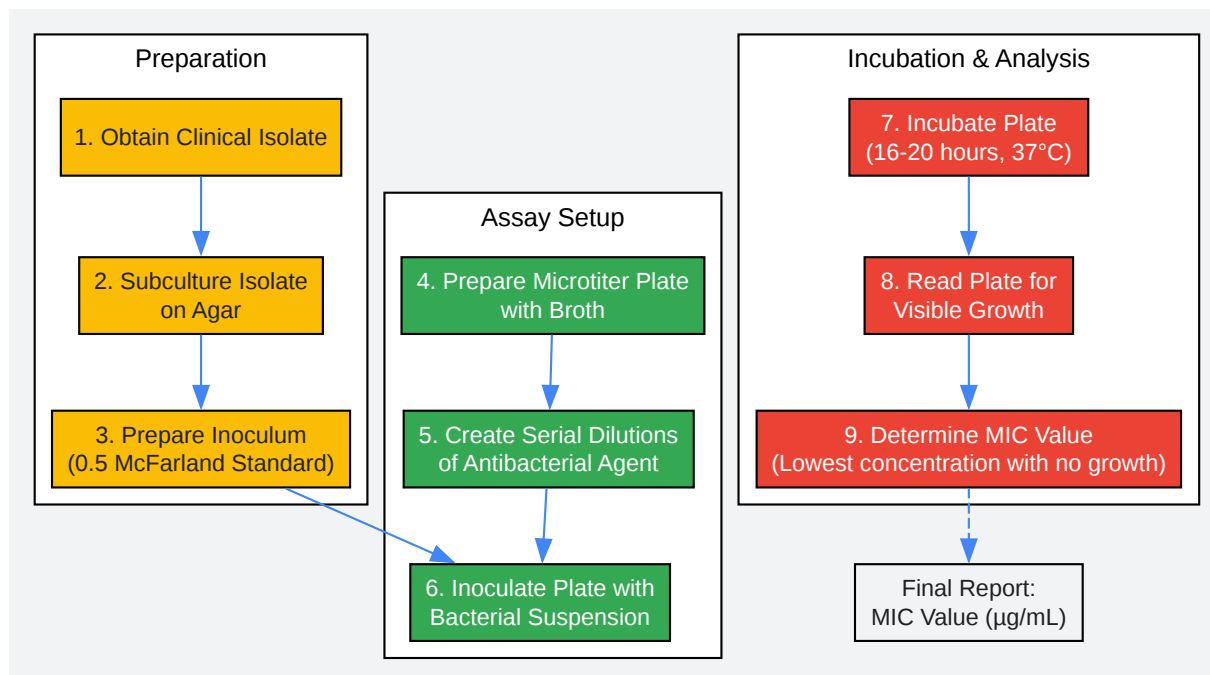 Preparation
1. Obtain Clinical Isolate
2. Subculture Isolate
on Agar
3. Prepare Inoculum
(0.5 McFarland Standard)
Assay Setup
4. Prepare Microtiter Plate
with Broth
5. Create Serial Dilutions
of Antibacterial Agent
6. Inoculate Plate with
Bacterial Suspension
Incubation & Analysis
7. Incubate Plate
(16-20 hours, 37°C)
8. Read Plate for
Visible Growth
9. Determine MIC Value
(Lowest concentration with no growth)
Final Report:
MIC Value (µg/mL)